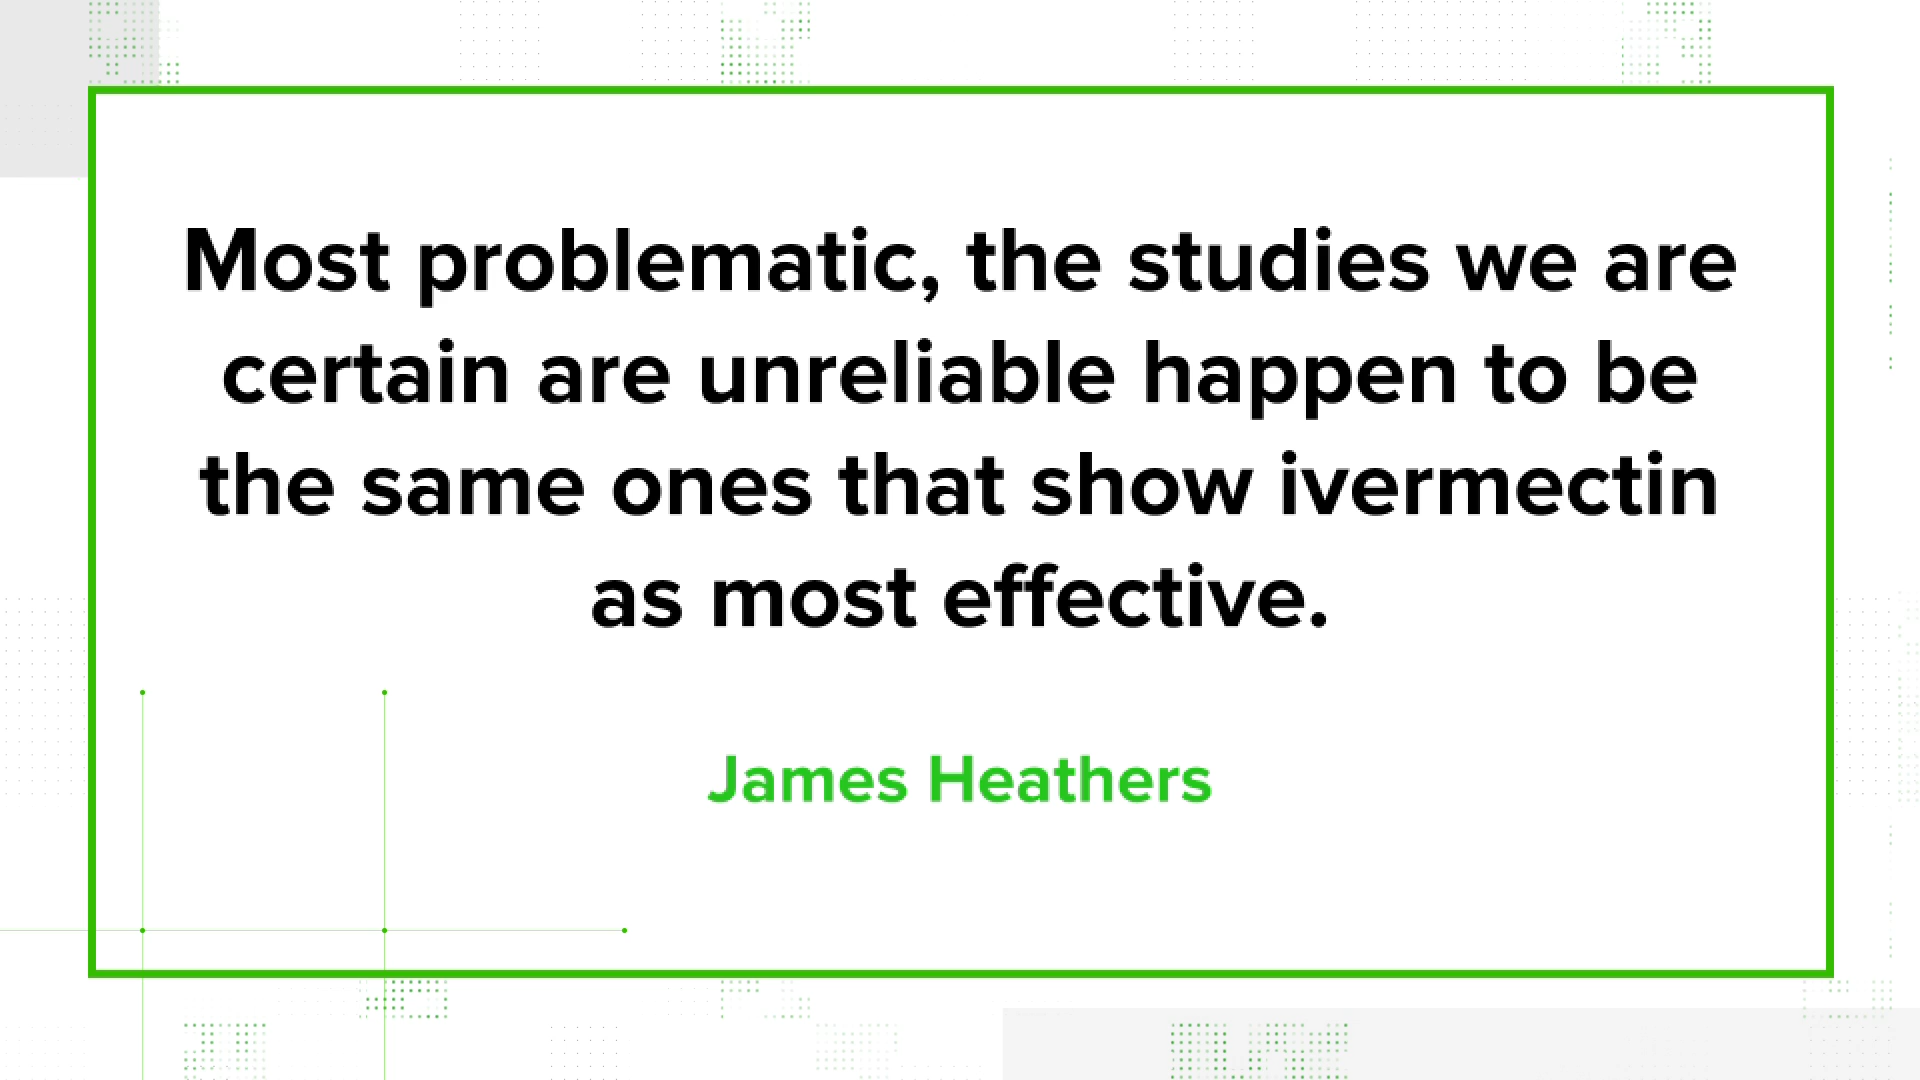 Most problematic, the studies we are
certain are unreliable happen to be
the same ones that show ivermectin
as most effective.
James Heathers